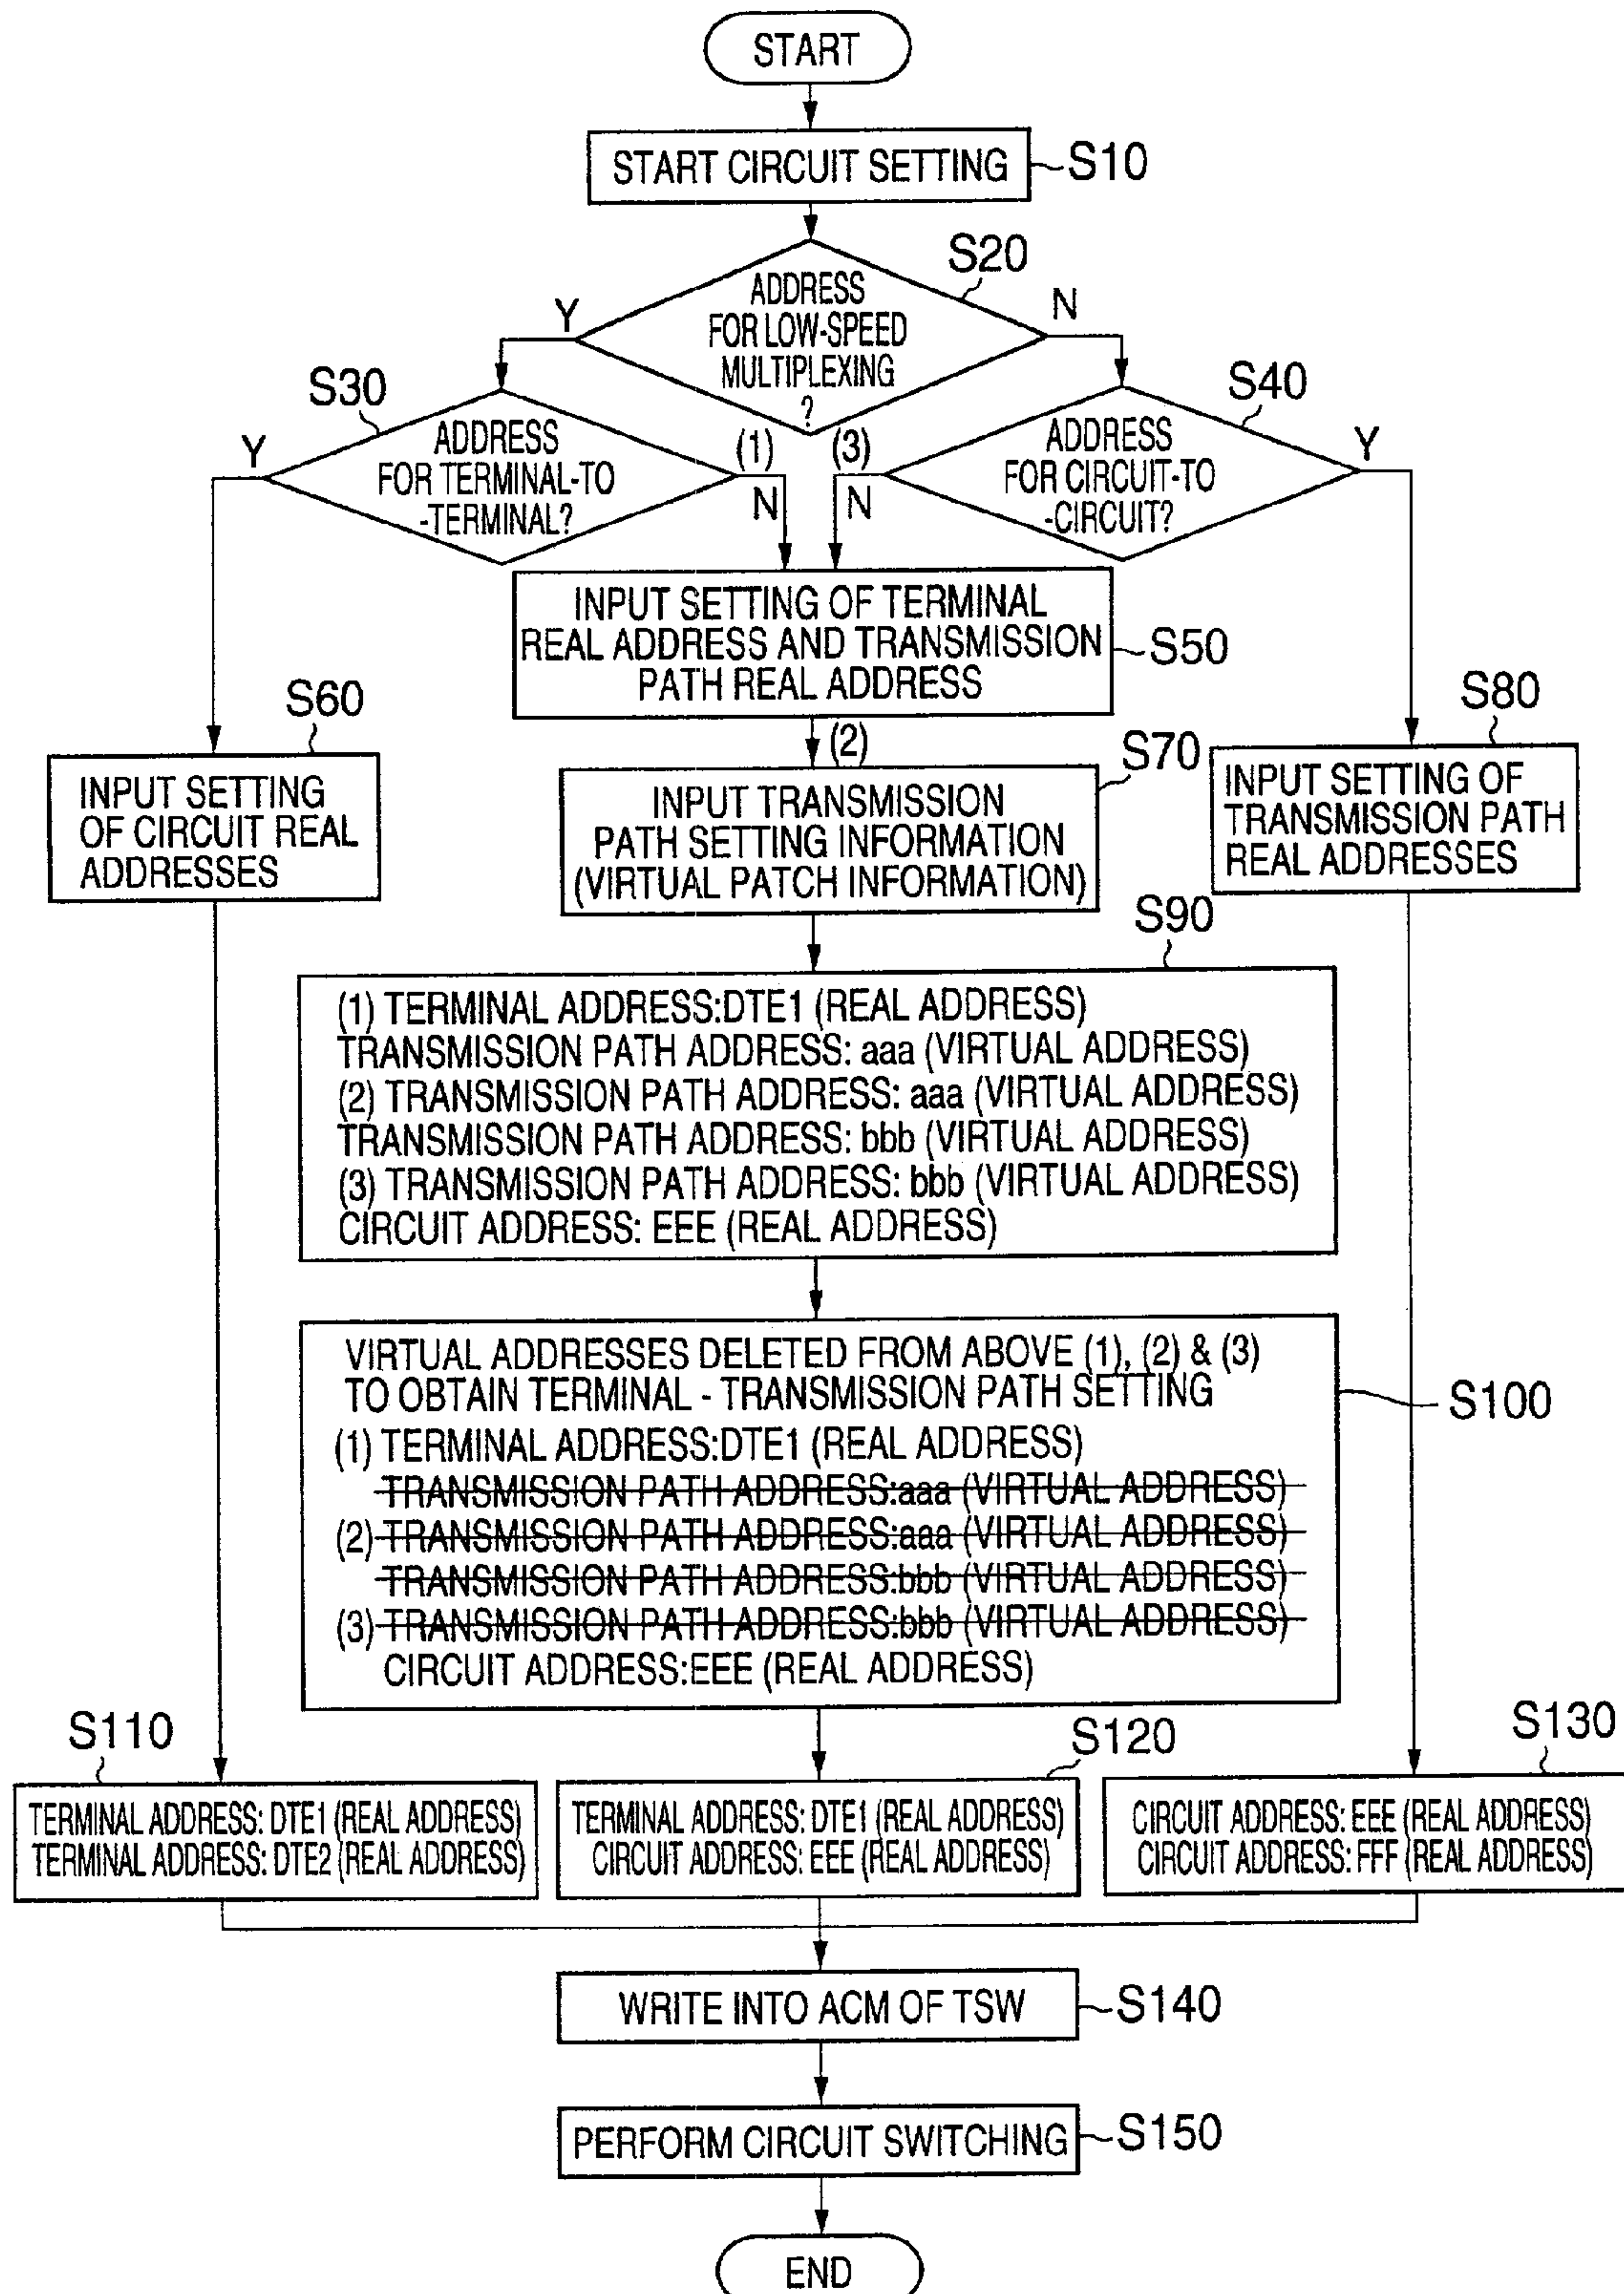 START
START CIRCUIT SETTING
S10
S20
ADDRESS
FOR LOW-SPEED
MULTIPLEXING
?
Y
N
S30
ADDRESS
FOR TERMINAL-TO
-TERMINAL?
Y
(1)
N
S40
ADDRESS
FOR CIRCUIT-TO
-CIRCUIT?
(3)
N
Y
INPUT SETTING OF TERMINAL
REAL ADDRESS AND TRANSMISSION
PATH REAL ADDRESS
S50
S60
INPUT SETTING
OF CIRCUIT REAL
ADDRESSES
(2)
S70
INPUT TRANSMISSION
PATH SETTING INFORMATION
(VIRTUAL PATCH INFORMATION)
S80
INPUT SETTING OF
TRANSMISSION PATH
REAL ADDRESSES
S90
(1) TERMINAL ADDRESS:DTE1 (REAL ADDRESS)
TRANSMISSION PATH ADDRESS: aaa (VIRTUAL ADDRESS)
(2) TRANSMISSION PATH ADDRESS: aaa (VIRTUAL ADDRESS)
TRANSMISSION PATH ADDRESS: bbb (VIRTUAL ADDRESS)
(3) TRANSMISSION PATH ADDRESS: bbb (VIRTUAL ADDRESS)
CIRCUIT ADDRESS: EEE (REAL ADDRESS)
VIRTUAL ADDRESSES DELETED FROM ABOVE (1), (2) & (3)
TO OBTAIN TERMINAL - TRANSMISSION PATH SETTING
S100
(1) TERMINAL ADDRESS:DTE1 (REAL ADDRESS)
TRANSMISSION PATH ADDRESS:aaa (VIRTUAL ADDRESS)
(2) TRANSMISSION PATH ADDRESS:aaa (VIRTUAL ADDRESS)
TRANSMISSION PATH ADDRESS:bbb (VIRTUAL ADDRESS)
(3) TRANSMISSION PATH ADDRESS:bbb (VIRTUAL ADDRESS)
CIRCUIT ADDRESS:EEE (REAL ADDRESS)
S110
TERMINAL ADDRESS: DTE1 (REAL ADDRESS)
TERMINAL ADDRESS: DTE2 (REAL ADDRESS)
S120
TERMINAL ADDRESS: DTE1 (REAL ADDRESS)
CIRCUIT ADDRESS: EEE (REAL ADDRESS)
S130
CIRCUIT ADDRESS: EEE (REAL ADDRESS)
CIRCUIT ADDRESS: FFF (REAL ADDRESS)
WRITE INTO ACM OF TSW
S140
PERFORM CIRCUIT SWITCHING
S150
END